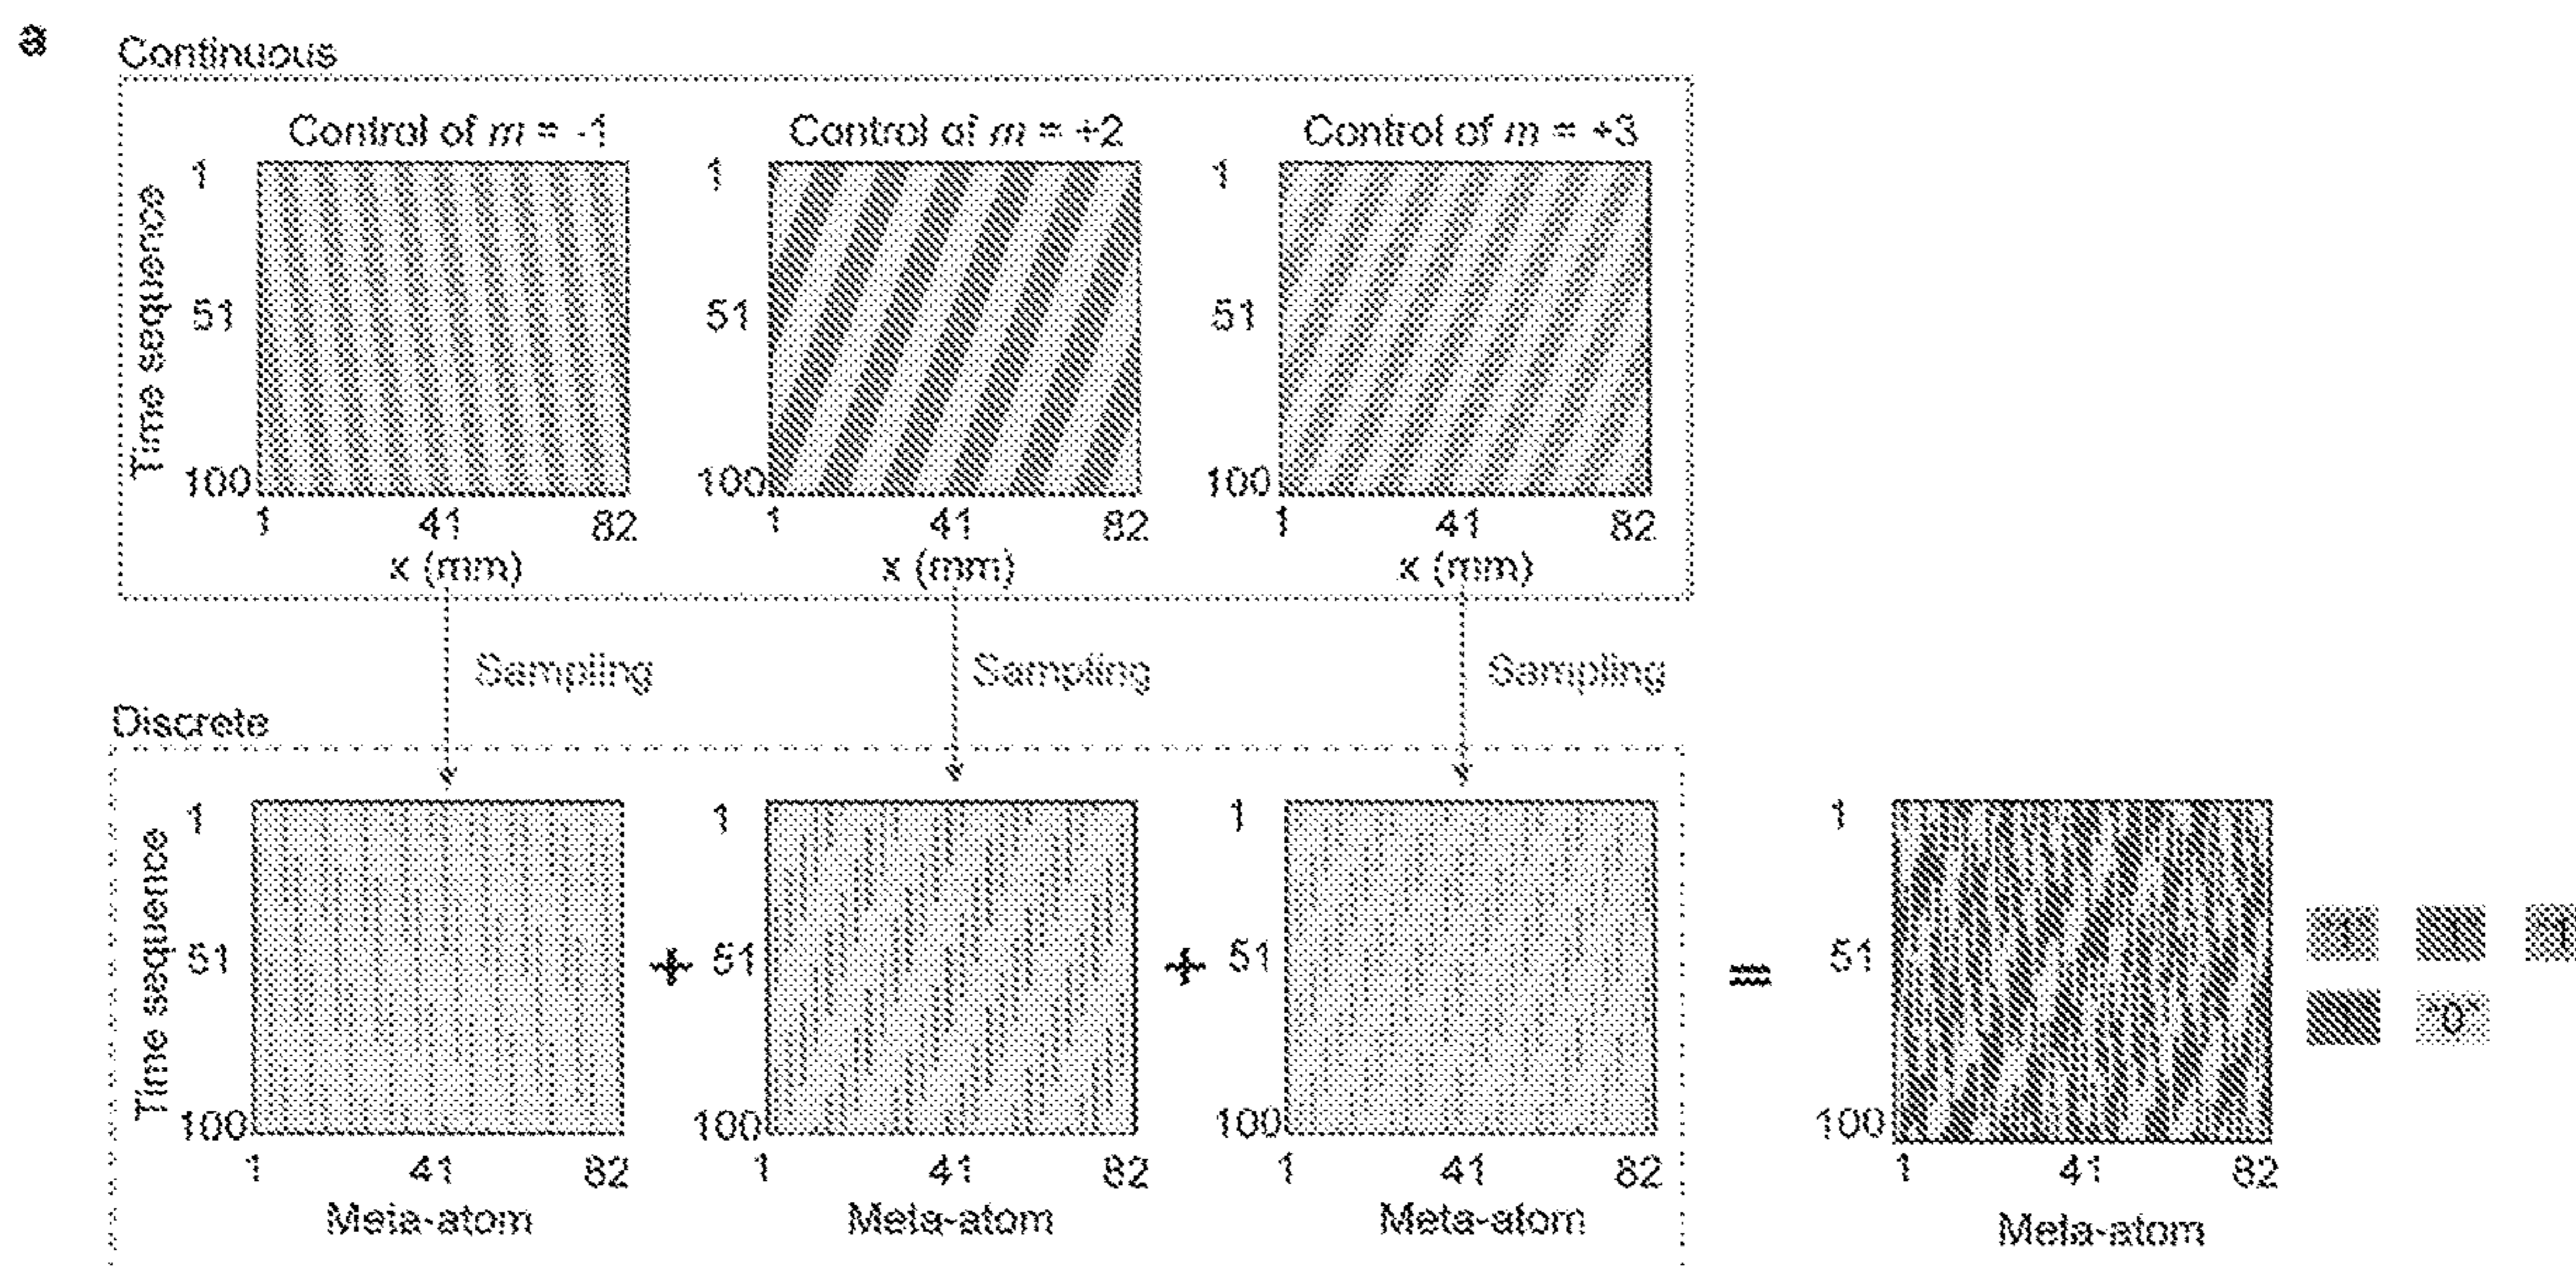 a
Continuous
Control of m = -1
Control of m = +2
Control of m = +3
Time sequence
1
51
100
1 41 82
x (mm)
1
51
100
1 41 82
x (mm)
1
51
100
1 41 82
x (mm)
Sampling
Sampling
Sampling
Discrete
Time sequence
1
51
100
1 41 82
Meta-atom
+
1
51
100
1 41 82
Meta-atom
+
1
51
100
1 41 82
Meta-atom
=
1
51
100
1 41 82
Meta-atom
"1"
"0"